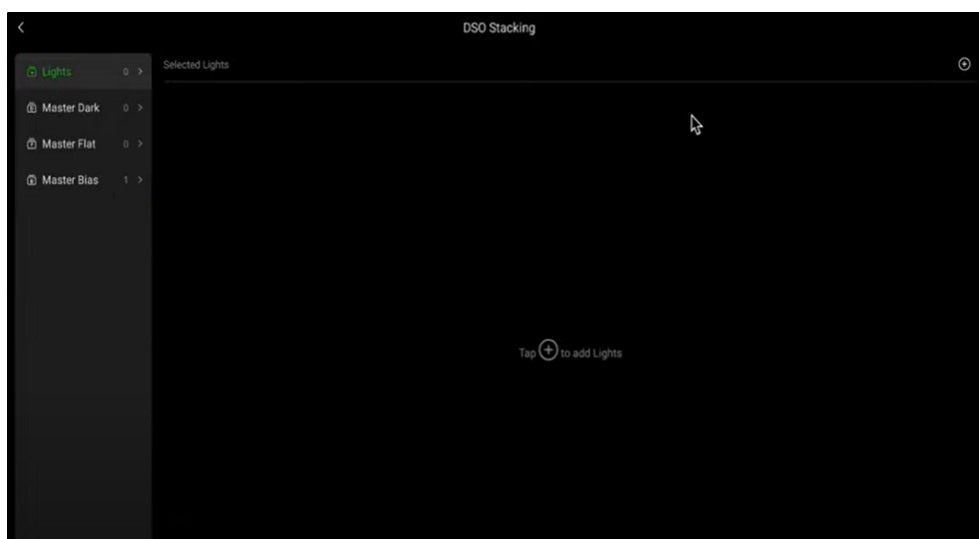 DSO Stacking
Lights 0
Master Dark 0
Master Flat 0
Master Bias 1
Selected Lights
Tap + to add Lights